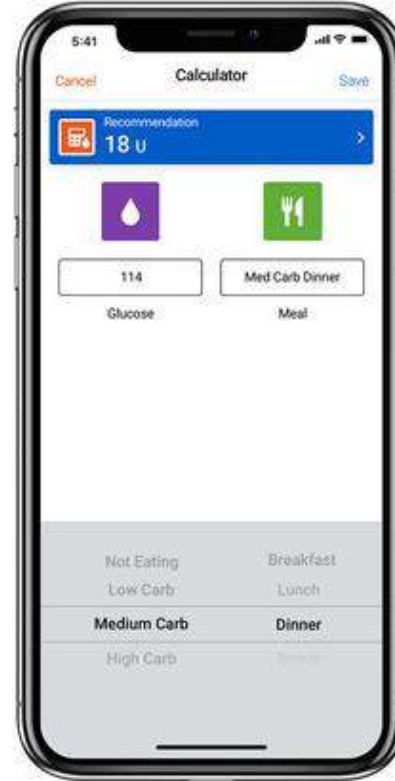 5:41
Cancel Calculator Save
Recommendation
18 U
114 Med Carb Dinner
Glucose Meal
Not Eating Breakfast
Low Carb Lunch
Medium Carb Dinner
High Carb